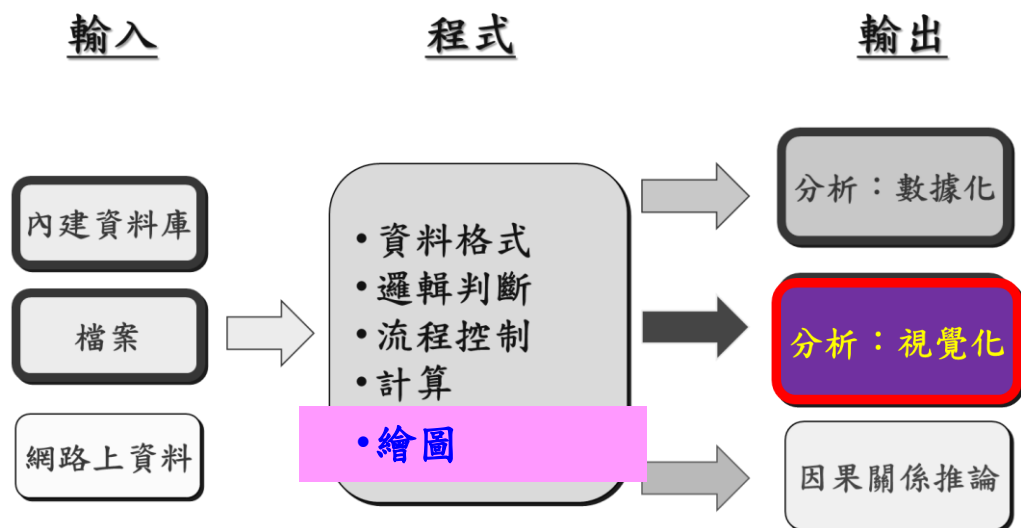 輸入
程式
輸出
內建資料庫
檔案
網路上資料
•資料格式
•邏輯判斷
•流程控制
•計算
•繪圖
分析：數據化
分析：視覺化
因果關係推論